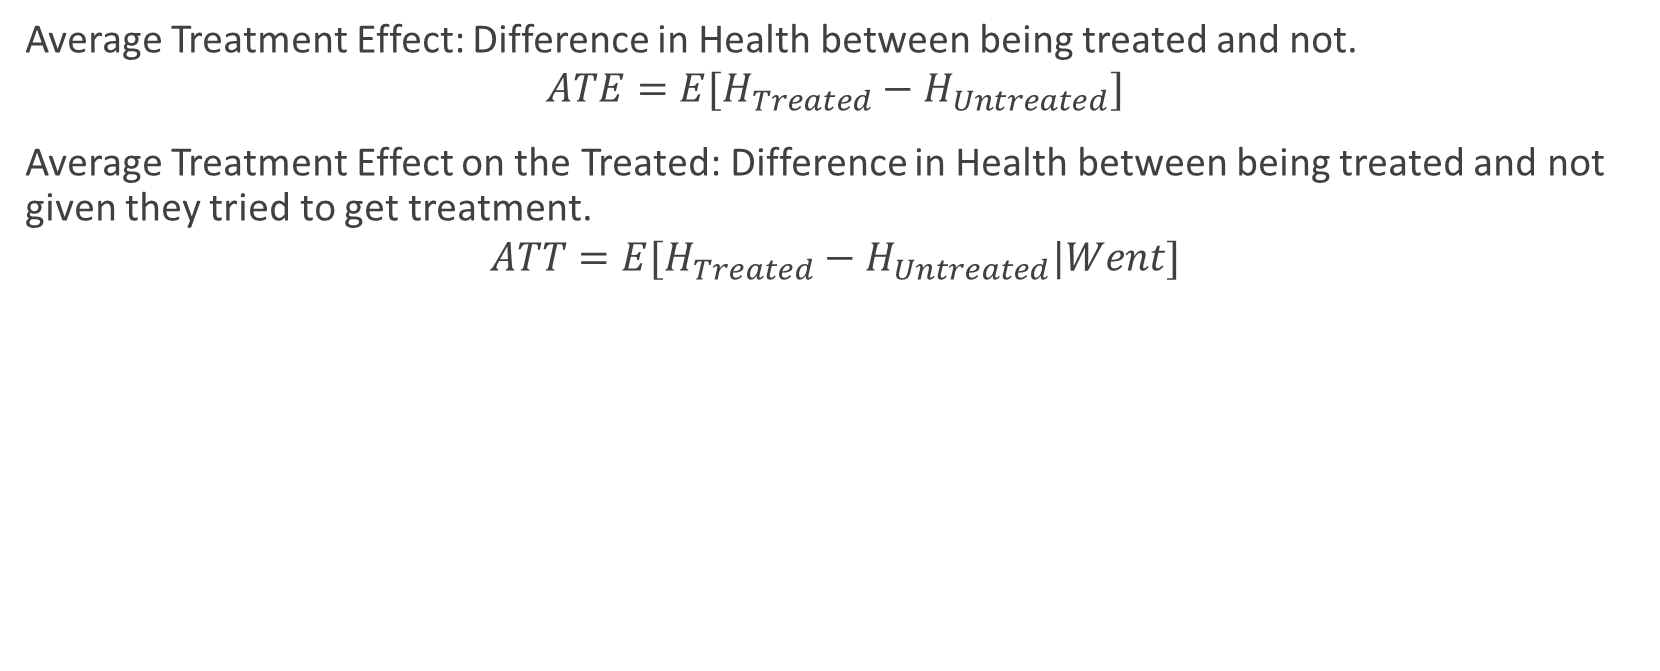 Average Treatment Effect: Difference in Health between being treated and not.
ATE = E[H_Treated − H_Untreated]
Average Treatment Effect on the Treated: Difference in Health between being treated and not
given they tried to get treatment.
ATT = E[H_Treated − H_Untreated|Went]